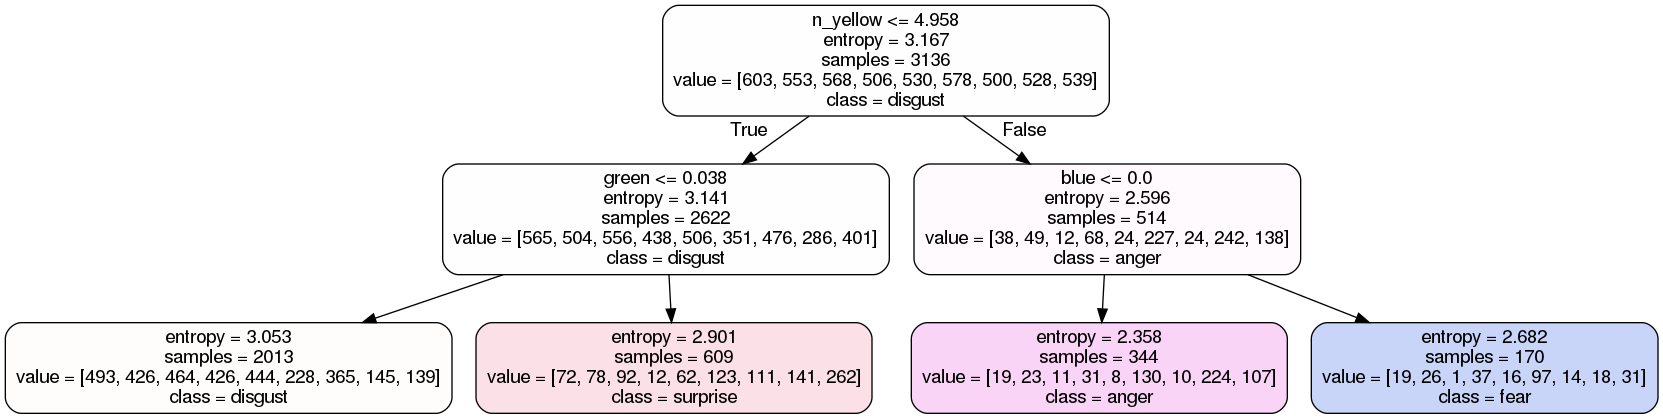 n_yellow <= 4.958
entropy = 3.167
samples = 3136
value = [603, 553, 568, 506, 530, 578, 500, 528, 539]
class = disgust
True
False
green <= 0.038
entropy = 3.141
samples = 2622
value = [565, 504, 556, 438, 506, 351, 476, 286, 401]
class = disgust
blue <= 0.0
entropy = 2.596
samples = 514
value = [38, 49, 12, 68, 24, 227, 24, 242, 138]
class = anger
entropy = 3.053
samples = 2013
value = [493, 426, 464, 426, 444, 228, 365, 145, 139]
class = disgust
entropy = 2.901
samples = 609
value = [72, 78, 92, 12, 62, 123, 111, 141, 262]
class = surprise
entropy = 2.358
samples = 344
value = [19, 23, 11, 31, 8, 130, 10, 224, 107]
class = anger
entropy = 2.682
samples = 170
value = [19, 26, 1, 37, 16, 97, 14, 18, 31]
class = fear